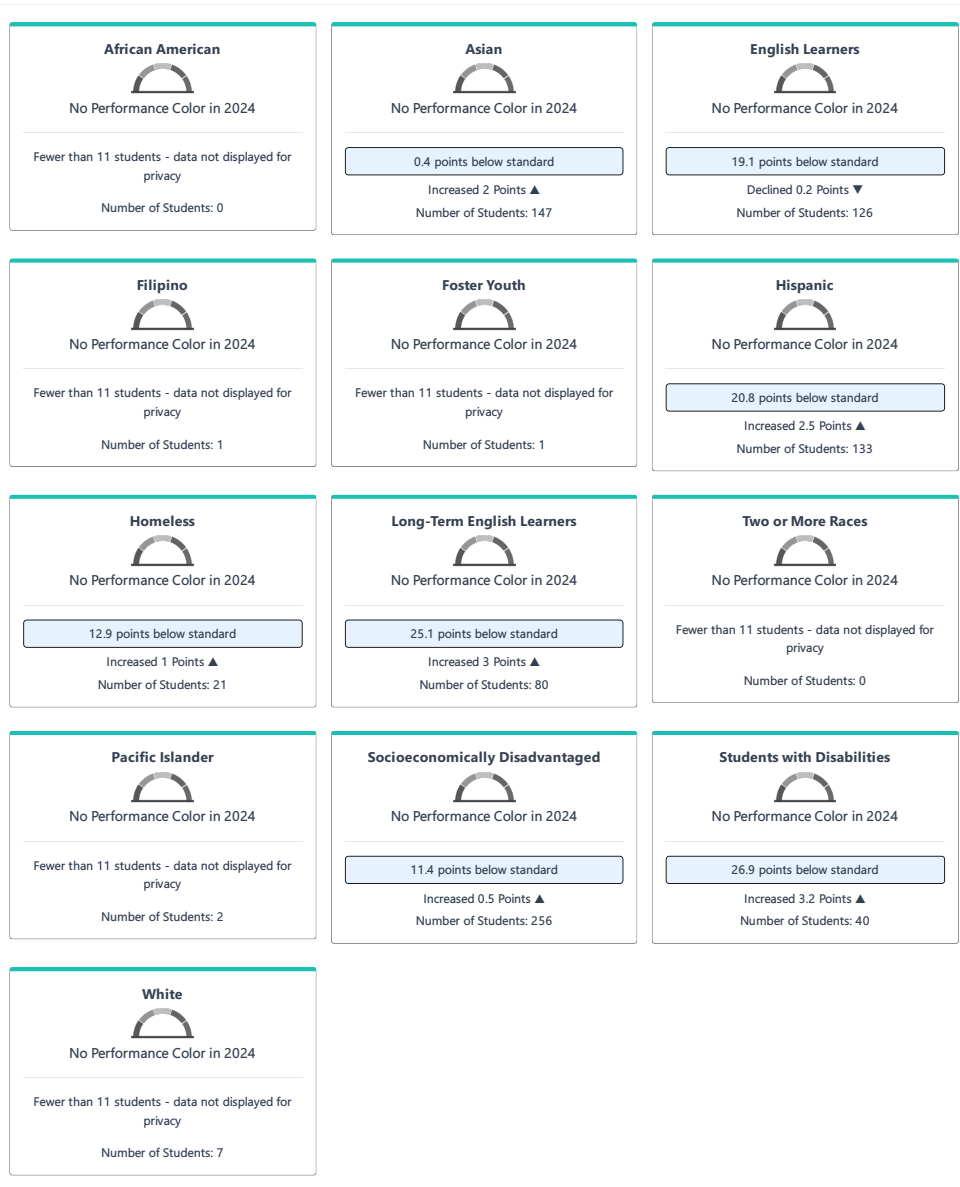 African American
No Performance Color in 2024
Fewer than 11 students - data not displayed for
privacy
Number of Students: 0
Asian
No Performance Color in 2024
0.4 points below standard
Increased 2 Points ▲
Number of Students: 147
English Learners
No Performance Color in 2024
19.1 points below standard
Declined 0.2 Points ▼
Number of Students: 126
Filipino
No Performance Color in 2024
Fewer than 11 students - data not displayed for
privacy
Number of Students: 1
Foster Youth
No Performance Color in 2024
Fewer than 11 students - data not displayed for
privacy
Number of Students: 1
Hispanic
No Performance Color in 2024
20.8 points below standard
Increased 2.5 Points ▲
Number of Students: 133
Homeless
No Performance Color in 2024
12.9 points below standard
Increased 1 Points ▲
Number of Students: 21
Long-Term English Learners
No Performance Color in 2024
25.1 points below standard
Increased 3 Points ▲
Number of Students: 80
Two or More Races
No Performance Color in 2024
Fewer than 11 students - data not displayed for
privacy
Number of Students: 0
Pacific Islander
No Performance Color in 2024
Fewer than 11 students - data not displayed for
privacy
Number of Students: 2
Socioeconomically Disadvantaged
No Performance Color in 2024
11.4 points below standard
Increased 0.5 Points ▲
Number of Students: 256
Students with Disabilities
No Performance Color in 2024
26.9 points below standard
Increased 3.2 Points ▲
Number of Students: 40
White
No Performance Color in 2024
Fewer than 11 students - data not displayed for
privacy
Number of Students: 7